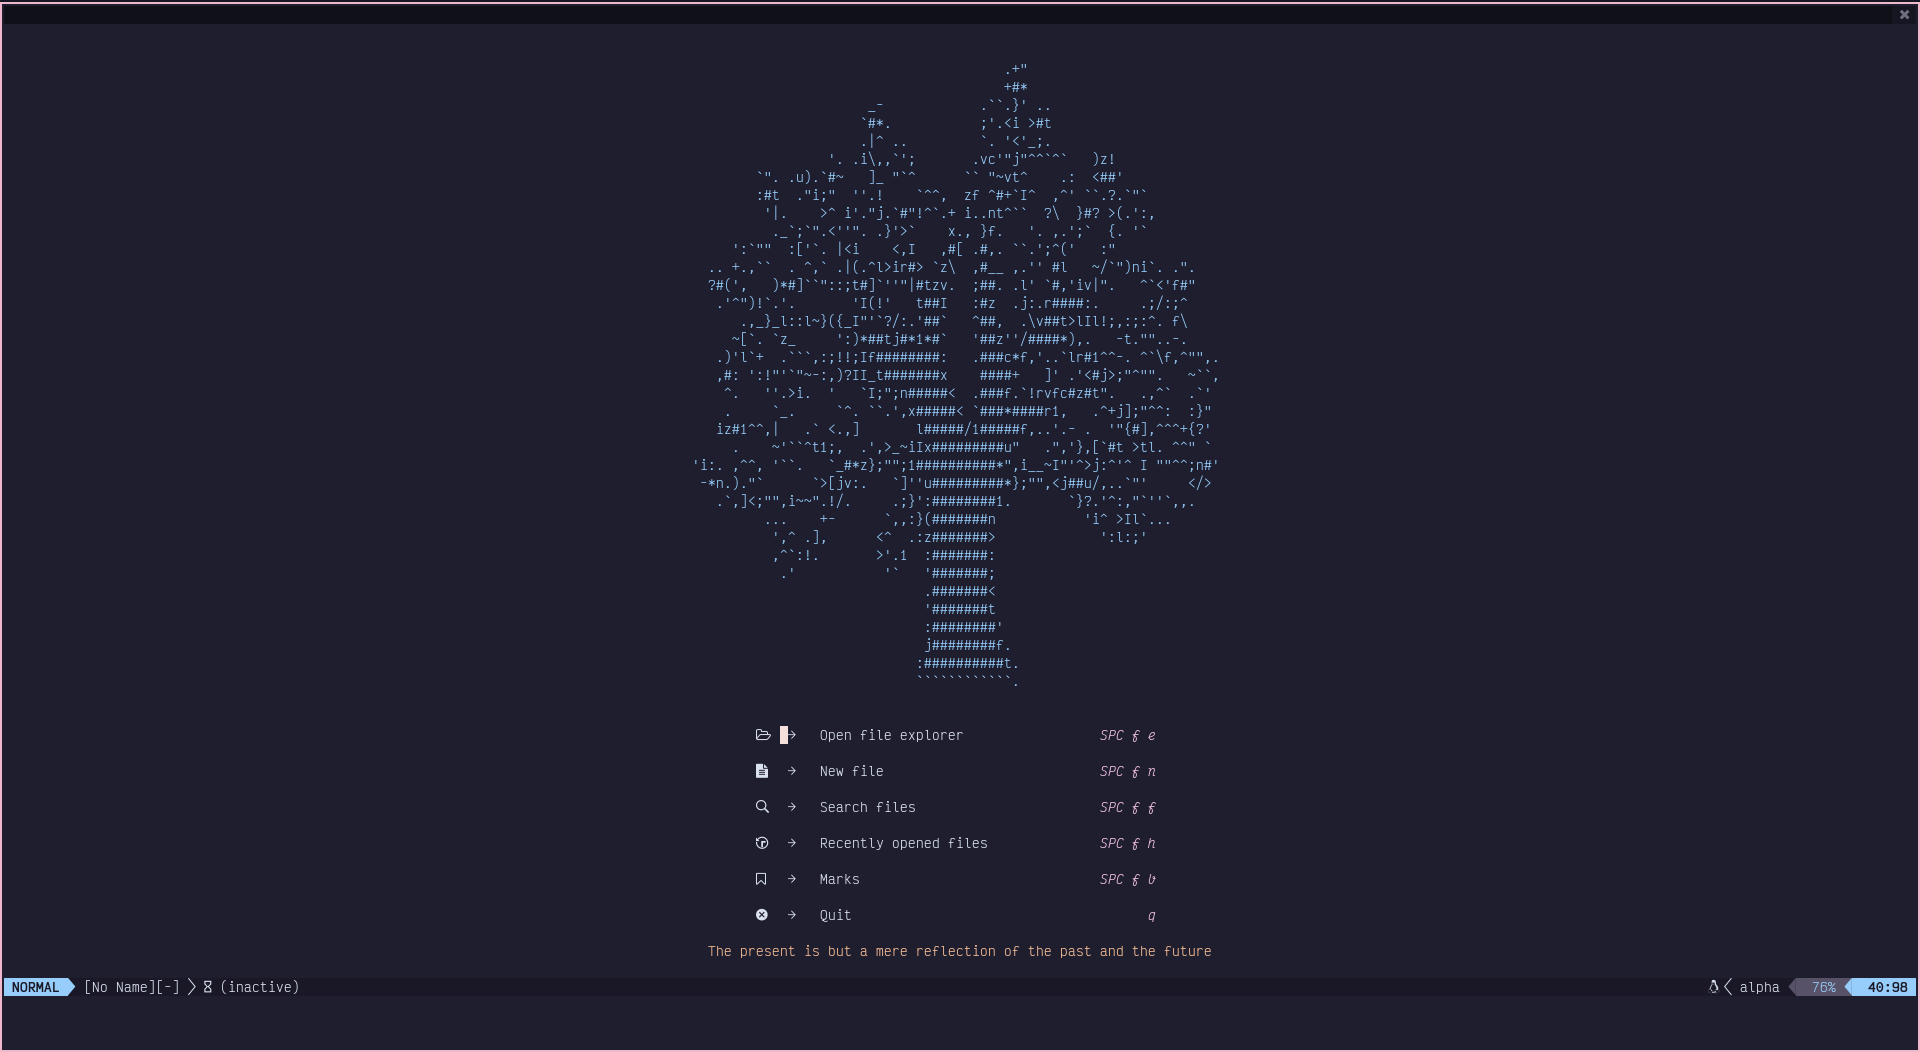 Open file explorer SPC f e
New file SPC f n
Search files SPC f f
Recently opened files SPC f h
Marks SPC f b
Quit q
The present is but a mere reflection of the past and the future
NORMAL [No Name][-] (inactive) alpha 76% 40:98